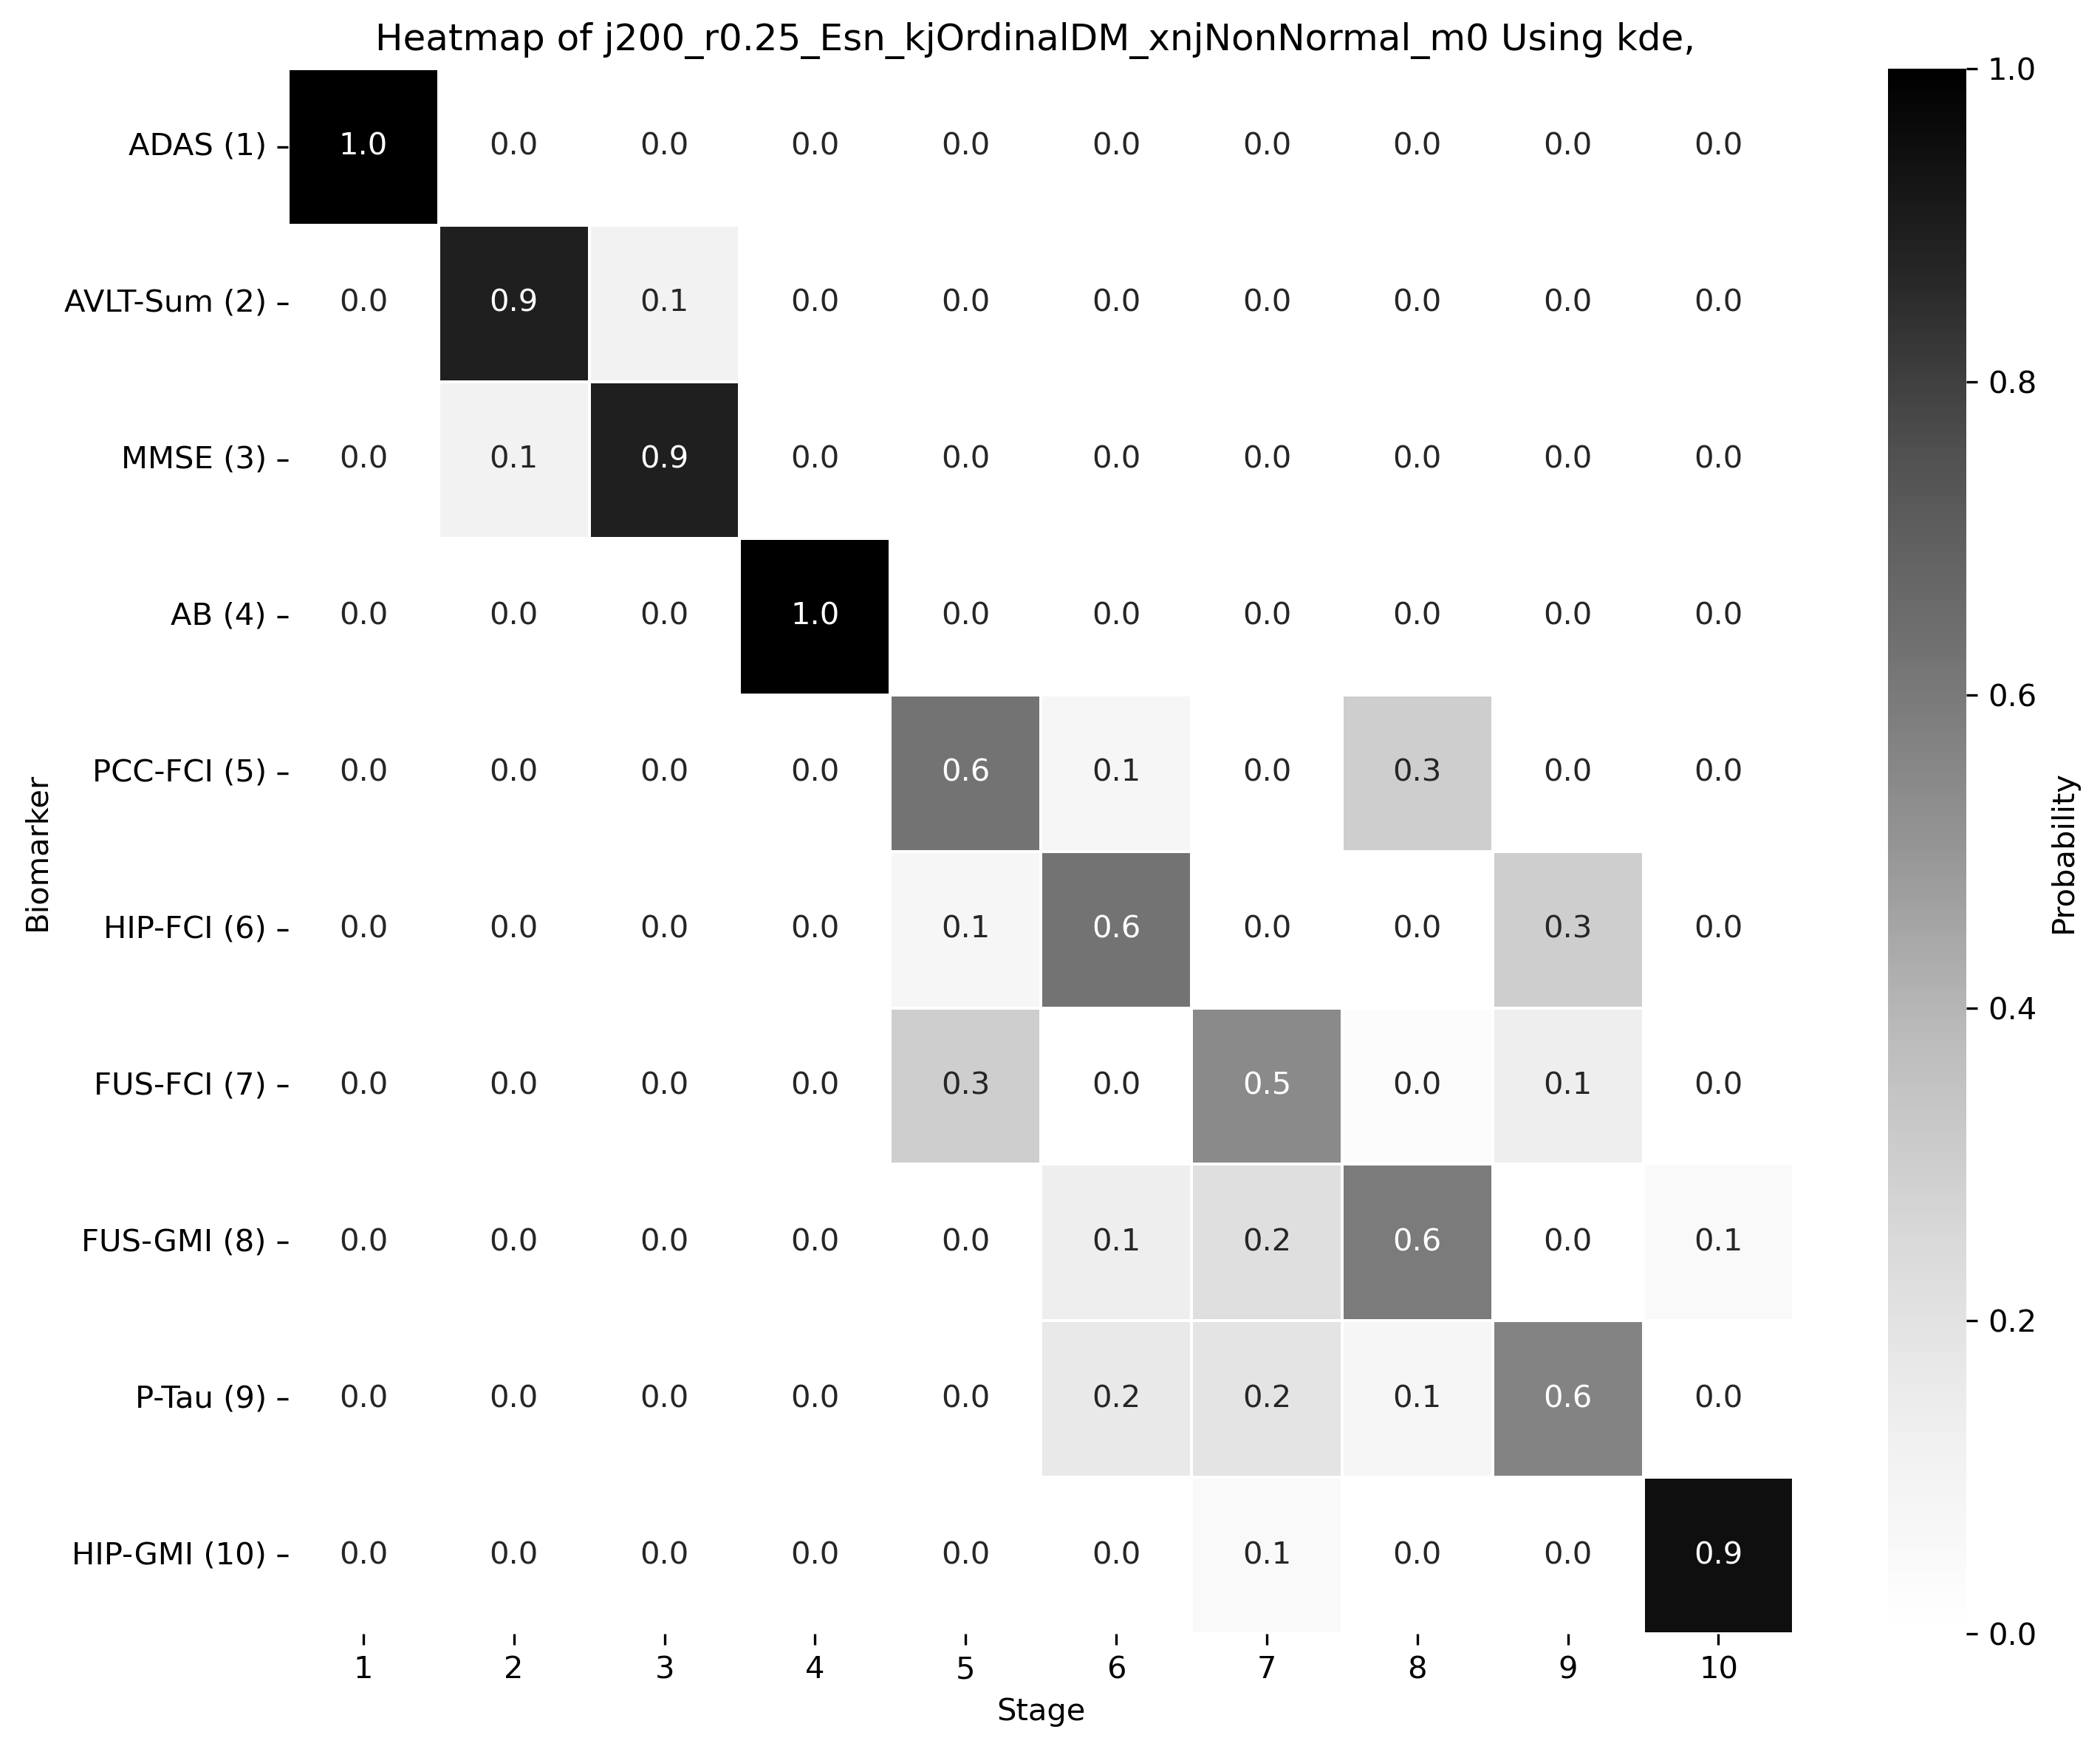 Heatmap of j200_r0.25_Esn_kjOrdinalDM_xnjNonNormal_m0 Using kde,
ADAS (1) 1.0 0.0 0.0 0.0 0.0 0.0 0.0 0.0 0.0 0.0
AVLT-Sum (2) 0.0 0.9 0.1 0.0 0.0 0.0 0.0 0.0 0.0 0.0
MMSE (3) 0.0 0.1 0.9 0.0 0.0 0.0 0.0 0.0 0.0 0.0
AB (4) 0.0 0.0 0.0 1.0 0.0 0.0 0.0 0.0 0.0 0.0
PCC-FCI (5) 0.0 0.0 0.0 0.0 0.6 0.1 0.0 0.3 0.0 0.0
HIP-FCI (6) 0.0 0.0 0.0 0.0 0.1 0.6 0.0 0.0 0.3 0.0
FUS-FCI (7) 0.0 0.0 0.0 0.0 0.3 0.0 0.5 0.0 0.1 0.0
FUS-GMI (8) 0.0 0.0 0.0 0.0 0.0 0.1 0.2 0.6 0.0 0.1
P-Tau (9) 0.0 0.0 0.0 0.0 0.0 0.2 0.2 0.1 0.6 0.0
HIP-GMI (10) 0.0 0.0 0.0 0.0 0.0 0.0 0.1 0.0 0.0 0.9
1 2 3 4 5 6 7 8 9 10
Stage
Biomarker
1.0
0.8
0.6
0.4
0.2
0.0
Probability